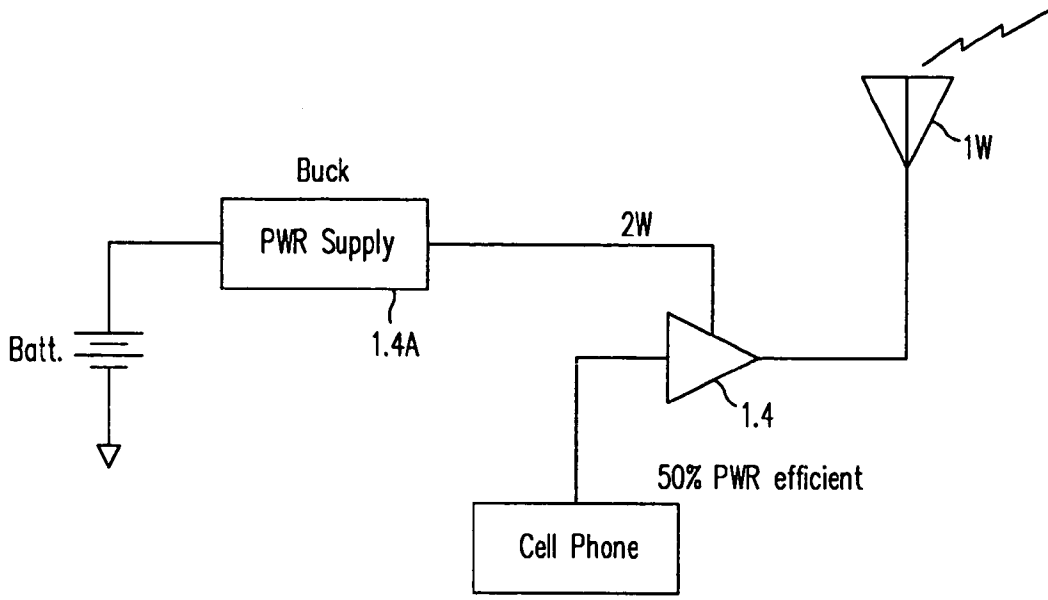 Buck
PWR Supply
1.4A
Batt.
2W
1W
1.4
50% PWR efficient
Cell Phone